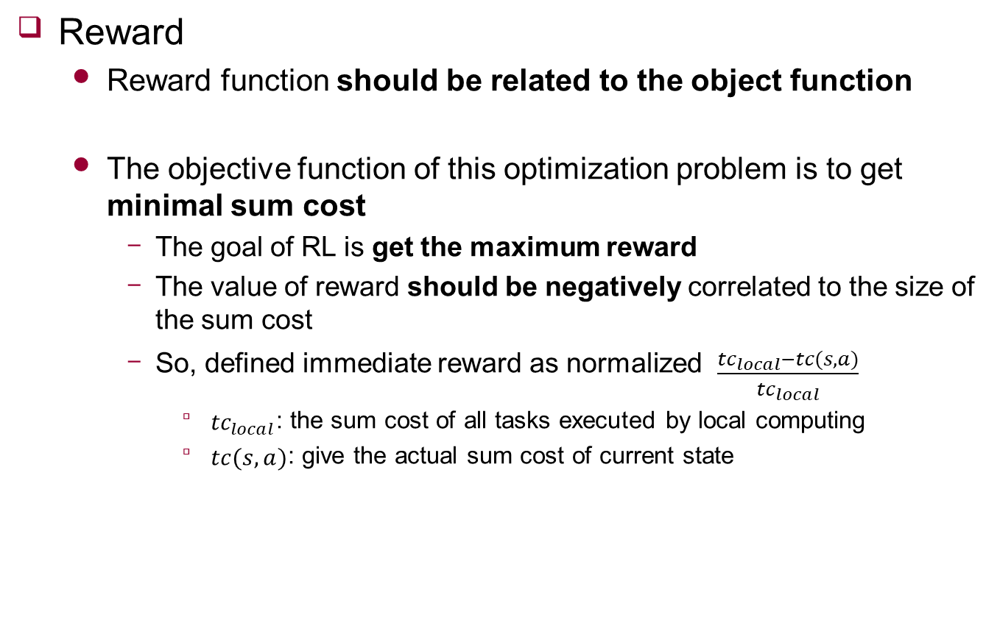 Reward
Reward function should be related to the object function
The objective function of this optimization problem is to get
minimal sum cost
The goal of RL is get the maximum reward
The value of reward should be negatively correlated to the size of
the sum cost
So, defined immediate reward as normalized $\frac{tc_{local}-tc(s,a)}{tc_{local}}$
$tc_{local}$: the sum cost of all tasks executed by local computing
$tc(s,a)$: give the actual sum cost of current state